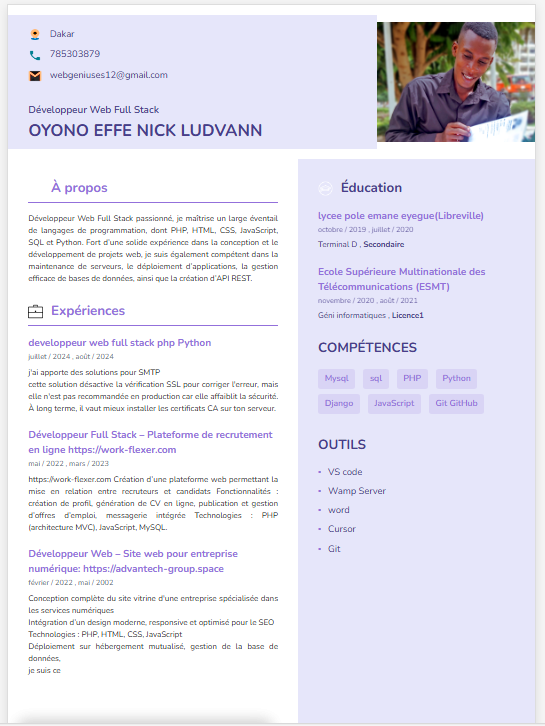 Dakar
785303879
webgeniuses12@gmail.com
Développeur Web Full Stack
OYONO EFFE NICK LUDVANN
À propos
Développeur Web Full Stack passionné, je maîtrise un large éventail
de langages de programmation, dont PHP, HTML, CSS, JavaScript,
SQL et Python. Fort d'une solide expérience dans la conception et le
développement de projets web, je suis également compétent dans la
maintenance de serveurs, le déploiement d'applications, la gestion
efficace de bases de données, ainsi que la création d'API REST.
Expériences
developpeur web full stack php Python
juillet / 2024 , août / 2024
j'ai apporte des solutions pour SMTP
cette solution désactive la vérification SSL pour corriger l'erreur, mais
elle n'est pas recommandée en production car elle affaiblit la sécurité.
À long terme, il vaut mieux installer les certificats CA sur ton serveur.
Développeur Full Stack – Plateforme de recrutement
en ligne https://work-flexer.com
mai / 2022 , mars / 2023
https://work-flexer.com Création d'une plateforme web permettant la
mise en relation entre recruteurs et candidats Fonctionnalités :
création de profil, génération de CV en ligne, publication et gestion
d'offres d'emploi, messagerie intégrée Technologies : PHP
(architecture MVC), JavaScript, MySQL.
Développeur Web – Site web pour entreprise
numérique: https://advantech-group.space
février / 2022 , mai / 2002
Conception complète du site vitrine d'une entreprise spécialisée dans
les services numériques
Intégration d'un design moderne, responsive et optimisé pour le SEO
Technologies : PHP, HTML, CSS, JavaScript
Déploiement sur hébergement mutualisé, gestion de la base de
données,
je suis ce
Éducation
lycee pole emane eyegue(Libreville)
octobre / 2019 , juillet / 2020
Terminal D , Secondaire
Ecole Supérieure Multinationale des
Télécommunications (ESMT)
novembre / 2020 , août / 2021
Géni informatiques , Licence1
COMPÉTENCES
Mysql sql PHP Python
Django JavaScript Git GitHub
OUTILS
- VS code
- Wamp Server
- word
- Cursor
- Git